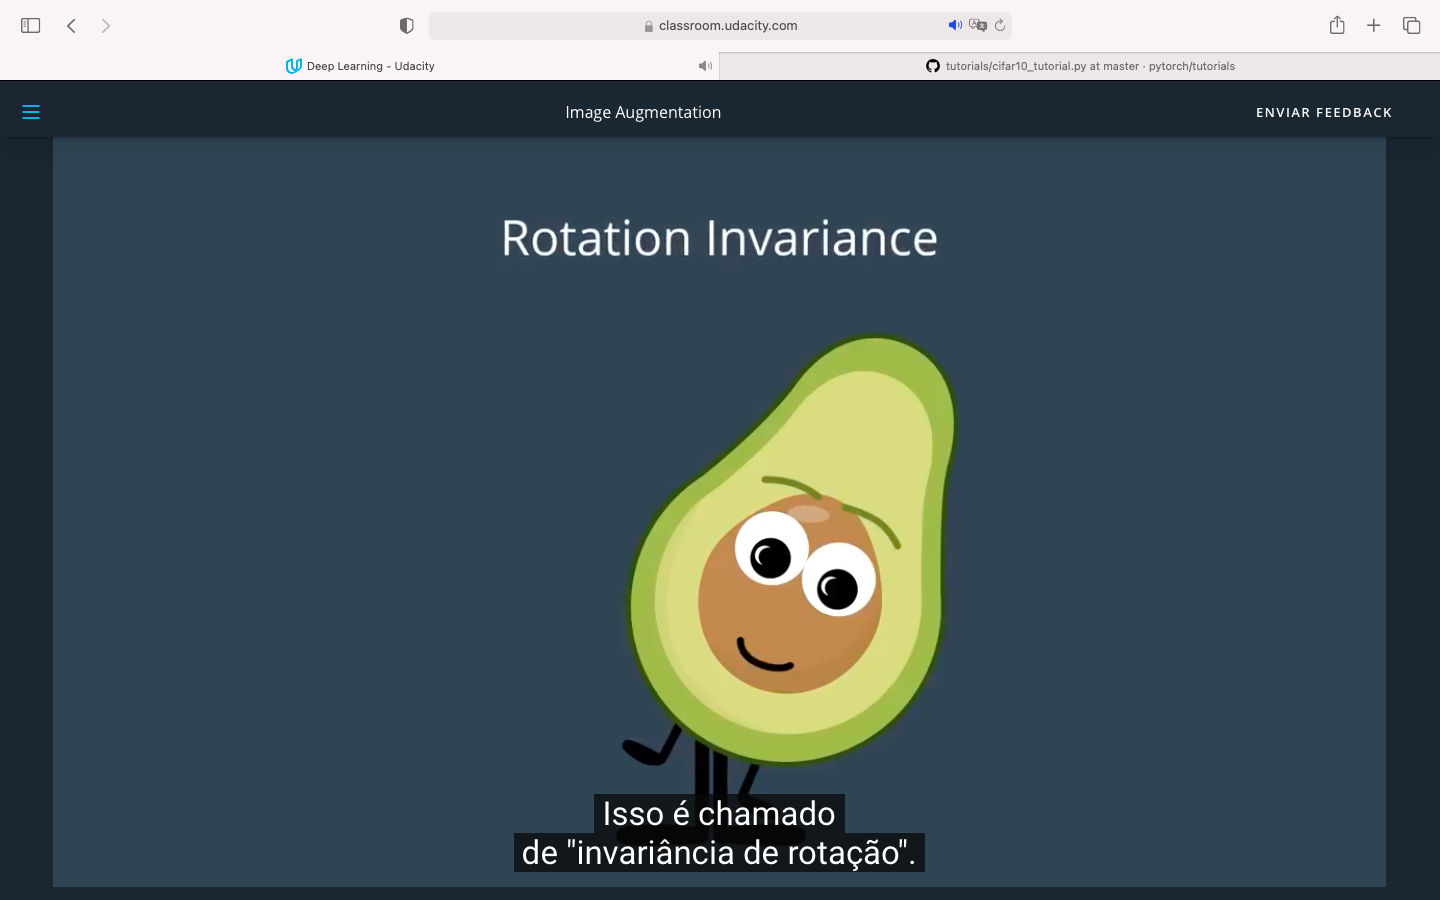 classroom.udacity.com
Deep Learning - Udacity
tutorials/cifar10_tutorial.py at master · pytorch/tutorials
Image Augmentation
ENVIAR FEEDBACK
Rotation Invariance
Isso é chamado
de "invariância de rotação".